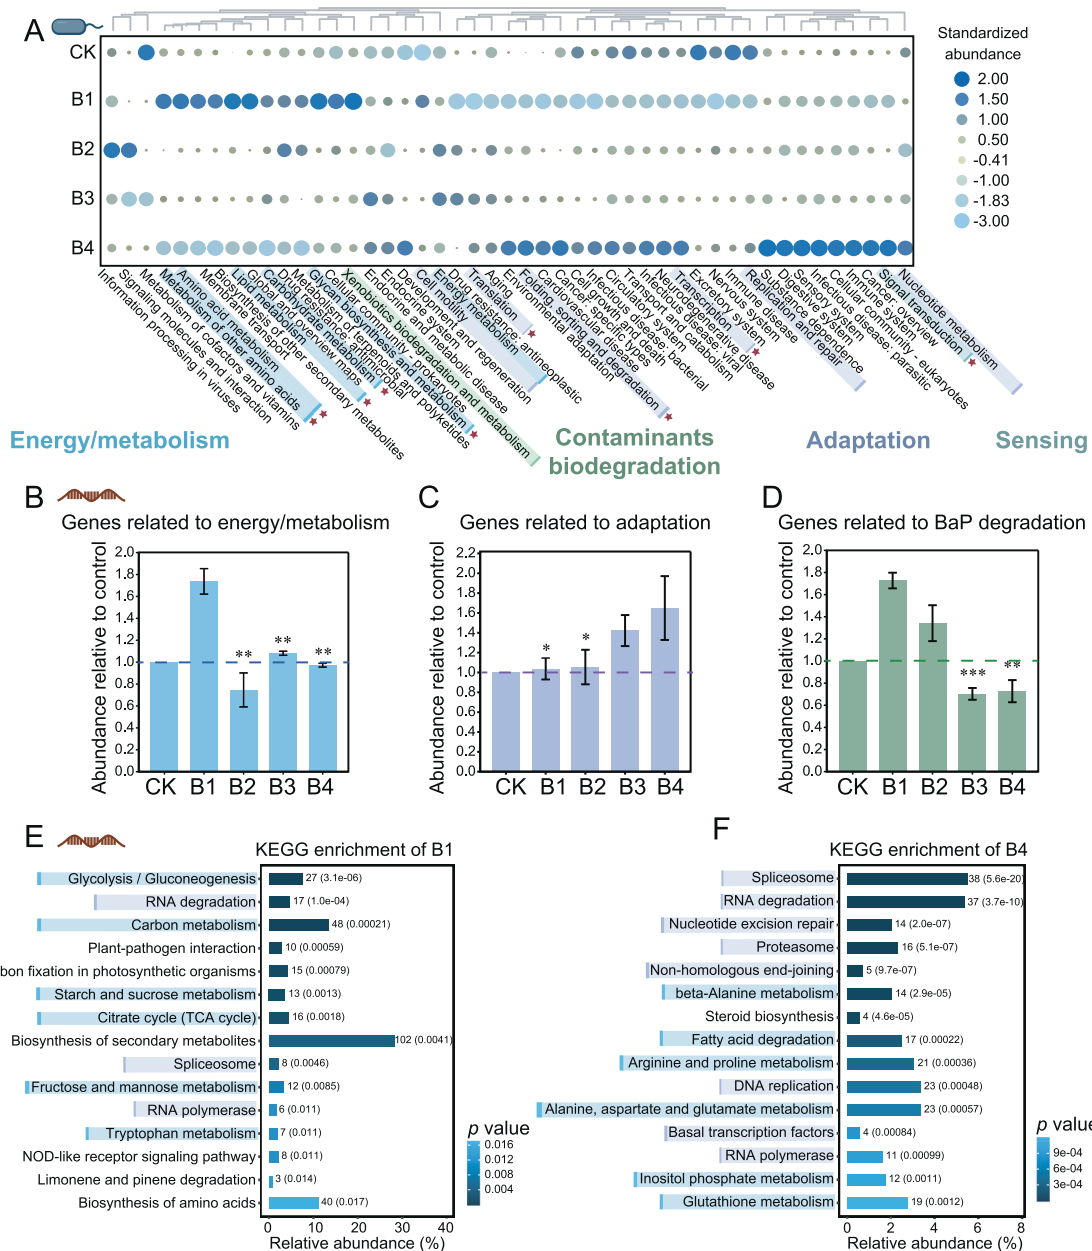 A
CK
B1
B2
B3
B4
Standardized
abundance
2.00
1.50
1.00
0.50
-0.41
-1.00
-1.83
-3.00
Information processing in viruses
Signaling molecules and interaction
Metabolism of cofactors and vitamins
Metabolism of other amino acids
Amino acid metabolism
Membrane transport
Biosynthesis of other secondary metabolites
Lipid metabolism
Global and overview maps
Carbohydrate metabolism
Drug resistance: antimicrobial
Metabolism of terpenoids and polyketides
Glycan biosynthesis and metabolism
Cellular community - prokaryotes
Xenobiotics biodegradation and metabolism
Endocrine and metabolic disease
Endocrine system
Development and regeneration
Cell motility
Energy metabolism
Drug resistance: antineoplastic
Translation
Aging
Environmental adaptation
Folding, sorting and degradation
Cardiovascular disease
Cancer: specific types
Cell growth and death
Infectious disease: bacterial
Circulatory system
Transport and catabolism
Infectious disease: viral
Neurodegenerative disease
Transcription
Excretory system
Nervous system
Immune disease
Replication and repair
Substance dependence
Digestive system
Sensory system
Infectious disease: parasitic
Cellular community - eukaryotes
Immune system
Cancer: overview
Signal transduction
Nucleotide metabolism
Energy/metabolism
Contaminants
biodegradation
Adaptation
Sensing
B
Genes related to energy/metabolism
Abundance relative to control
2.0
1.8
1.6
1.4
1.2
1.0
0.8
0.6
0.4
0.2
0.0
**
**
**
CK B1 B2 B3 B4
C
Genes related to adaptation
Abundance relative to control
2.2
2.0
1.8
1.6
1.4
1.2
1.0
0.8
0.6
0.4
0.2
0.0
*
*
CK B1 B2 B3 B4
D
Genes related to BaP degradation
Abundance relative to control
2.0
1.8
1.6
1.4
1.2
1.0
0.8
0.6
0.4
0.2
0.0
***
**
CK B1 B2 B3 B4
E
KEGG enrichment of B1
Glycolysis / Gluconeogenesis 27 (3.1e-06)
RNA degradation 17 (1.0e-04)
Carbon metabolism 48 (0.00021)
Plant-pathogen interaction 10 (0.00059)
bon fixation in photosynthetic organisms 15 (0.00079)
Starch and sucrose metabolism 13 (0.0013)
Citrate cycle (TCA cycle) 16 (0.0018)
Biosynthesis of secondary metabolites 102 (0.0041)
Spliceosome 8 (0.0046)
Fructose and mannose metabolism 12 (0.0085)
RNA polymerase 6 (0.011)
Tryptophan metabolism 7 (0.011)
NOD-like receptor signaling pathway 8 (0.011)
Limonene and pinene degradation 3 (0.014)
Biosynthesis of amino acids 40 (0.017)
0 10 20 30 40
Relative abundance (%)
p value
0.016
0.012
0.008
0.004
F
KEGG enrichment of B4
Spliceosome 38 (5.6e-20)
RNA degradation 37 (3.7e-10)
Nucleotide excision repair 14 (2.0e-07)
Proteasome 16 (5.1e-07)
Non-homologous end-joining 5 (9.7e-07)
beta-Alanine metabolism 14 (2.9e-05)
Steroid biosynthesis 4 (4.6e-05)
Fatty acid degradation 17 (0.00022)
Arginine and proline metabolism 21 (0.00036)
DNA replication 23 (0.00048)
Alanine, aspartate and glutamate metabolism 23 (0.00057)
Basal transcription factors 4 (0.00084)
RNA polymerase 11 (0.00099)
Inositol phosphate metabolism 12 (0.0011)
Glutathione metabolism 19 (0.0012)
0 2 4 6 8
Relative abundance (%)
p value
9e-04
6e-04
3e-04